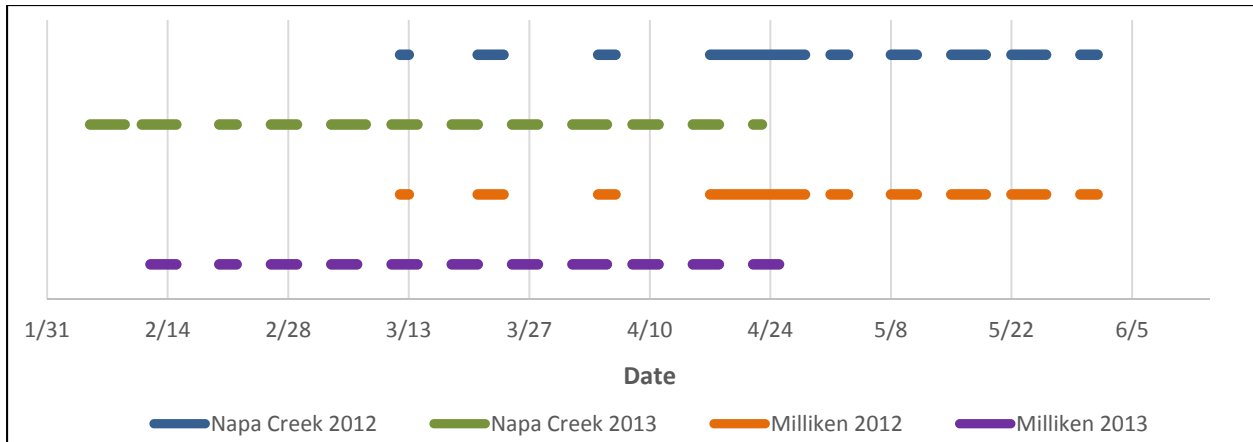 1/31 2/14 2/28 3/13 3/27 4/10 4/24 5/8 5/22 6/5
Date
Napa Creek 2012 Napa Creek 2013 Milliken 2012 Milliken 2013